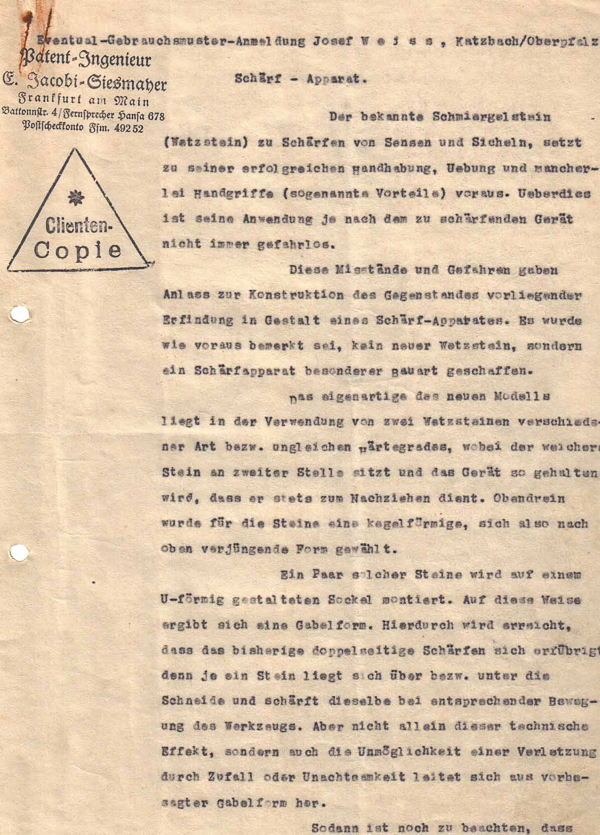 Eventual-Gebrauchsmuster-Anmeldung Josef W e i s s , Katzbach/Oberpfalz
Patent-Ingenieur
E. Jacobi-Siesmayer
Frankfurt am Main
Battonnstr. 4/Fernsprecher Hansa 678
Postscheckkonto Ffm. 49252
Clienten-
Copie
Schärf - Apparat.
Der bekannte Schmiergelstein
(Wetzstein) zu Schärfen von Sensen und Sicheln, setzt
zu seiner erfolgreichen Handhabung, Uebung und mancher-
lei Handgriffe (sogenannte Vorteile) voraus. Ueberdies
ist seine Anwendung je nach dem zu schärfenden Gerät
nicht immer gefahrlos.
Diese Misstände und Gefahren gaben
Anlass zur Konstruktion des Gegenstandes vorliegender
Erfindung in Gestalt eines Schärf-Apparates. Es wurde
wie voraus bemerkt sei, kein neuer Wetzstein, sondern
ein Schärfapparat besonderer Bauart geschaffen.
Das eigenartige des neuen Modells
liegt in der Verwendung von zwei Wetzsteinen verschiede-
ner Art bezw. ungleichen Härtegrades, wobei der weichere
Stein an zweiter Stelle sitzt und das Gerät so gehalten
wird, dass er stets zum Nachziehen dient. Obendrein
wurde für die Steine eine kegelförmige, sich also nach
oben verjüngende Form gewählt.
Ein Paar solcher Steine wird auf einem
U-förmig gestalteten Sockel montiert. Auf diese Weise
ergibt sich eine Gabelform. Hierdurch wird erreicht,
dass das bisherige doppelseitige Schärfen sich erfübrigt
denn je ein Stein liegt sich über bezw. unter die
Schneide und schärft dieselbe bei entsprechender Beweg-
ung des Werkzeugs. Aber nicht allein dieser technische
Effekt, sondern auch die Unmöglichkeit einer Verletzung
durch Zufall oder Unachtsamkeit leitet sich aus vorbe-
sagter Gabelform her.
Sodann ist noch zu beachten, dass